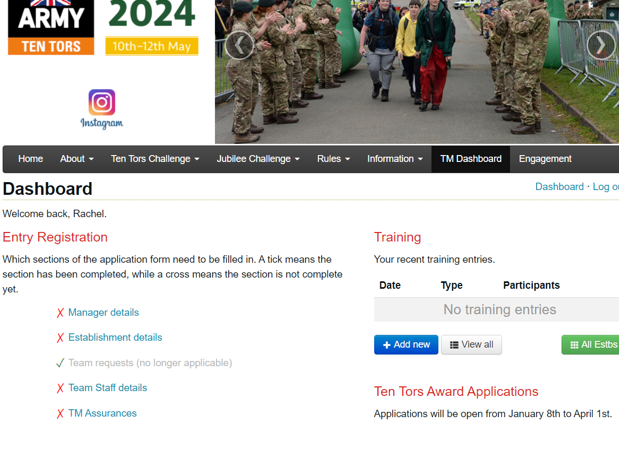 ARMY
TEN TORS
2024
10th-12th May
Instagram
Home About Ten Tors Challenge Jubilee Challenge Rules Information TM Dashboard Engagement
Dashboard
Dashboard · Log
Welcome back, Rachel.
Entry Registration
Which sections of the application form need to be filled in. A tick means the
section has been completed, while a cross means the section is not complete
yet.
✗ Manager details
✗ Establishment details
✓ Team requests (no longer applicable)
✗ Team Staff details
✗ TM Assurances
Training
Your recent training entries.
Date Type Participants
No training entries
Add new View all All Estbs
Ten Tors Award Applications
Applications will be open from January 8th to April 1st.